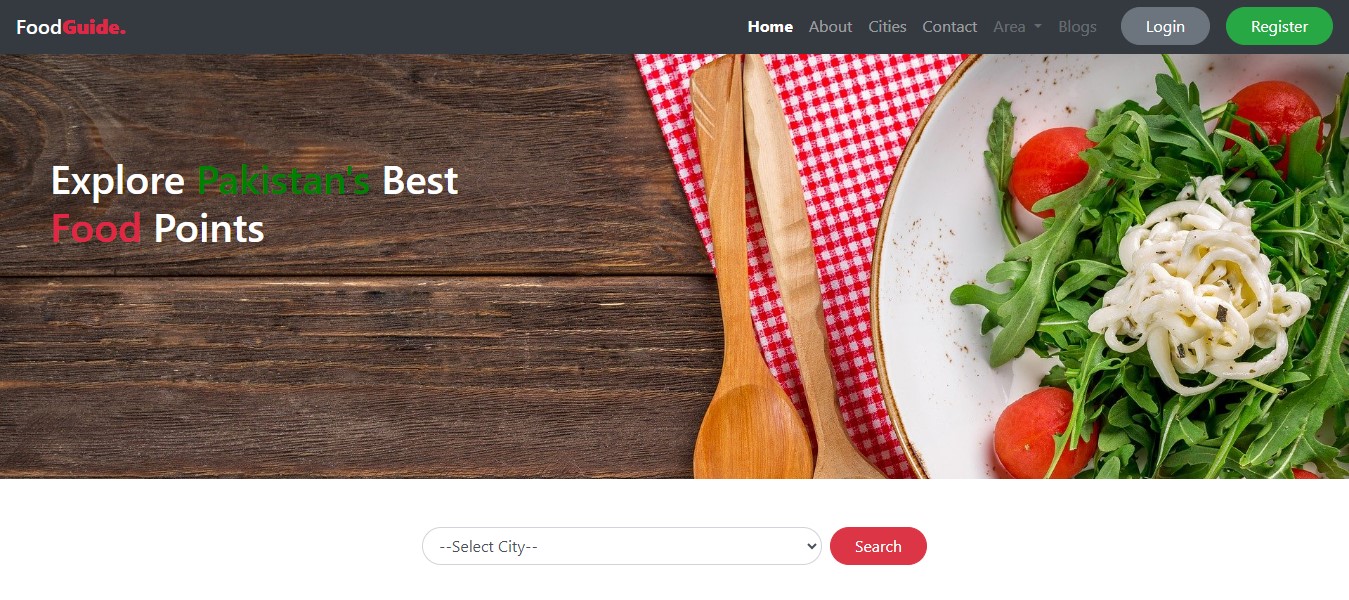 FoodGuide. Home About Cities Contact Area Blogs Login Register
Explore Pakistan's Best
Food Points
--Select City-- Search